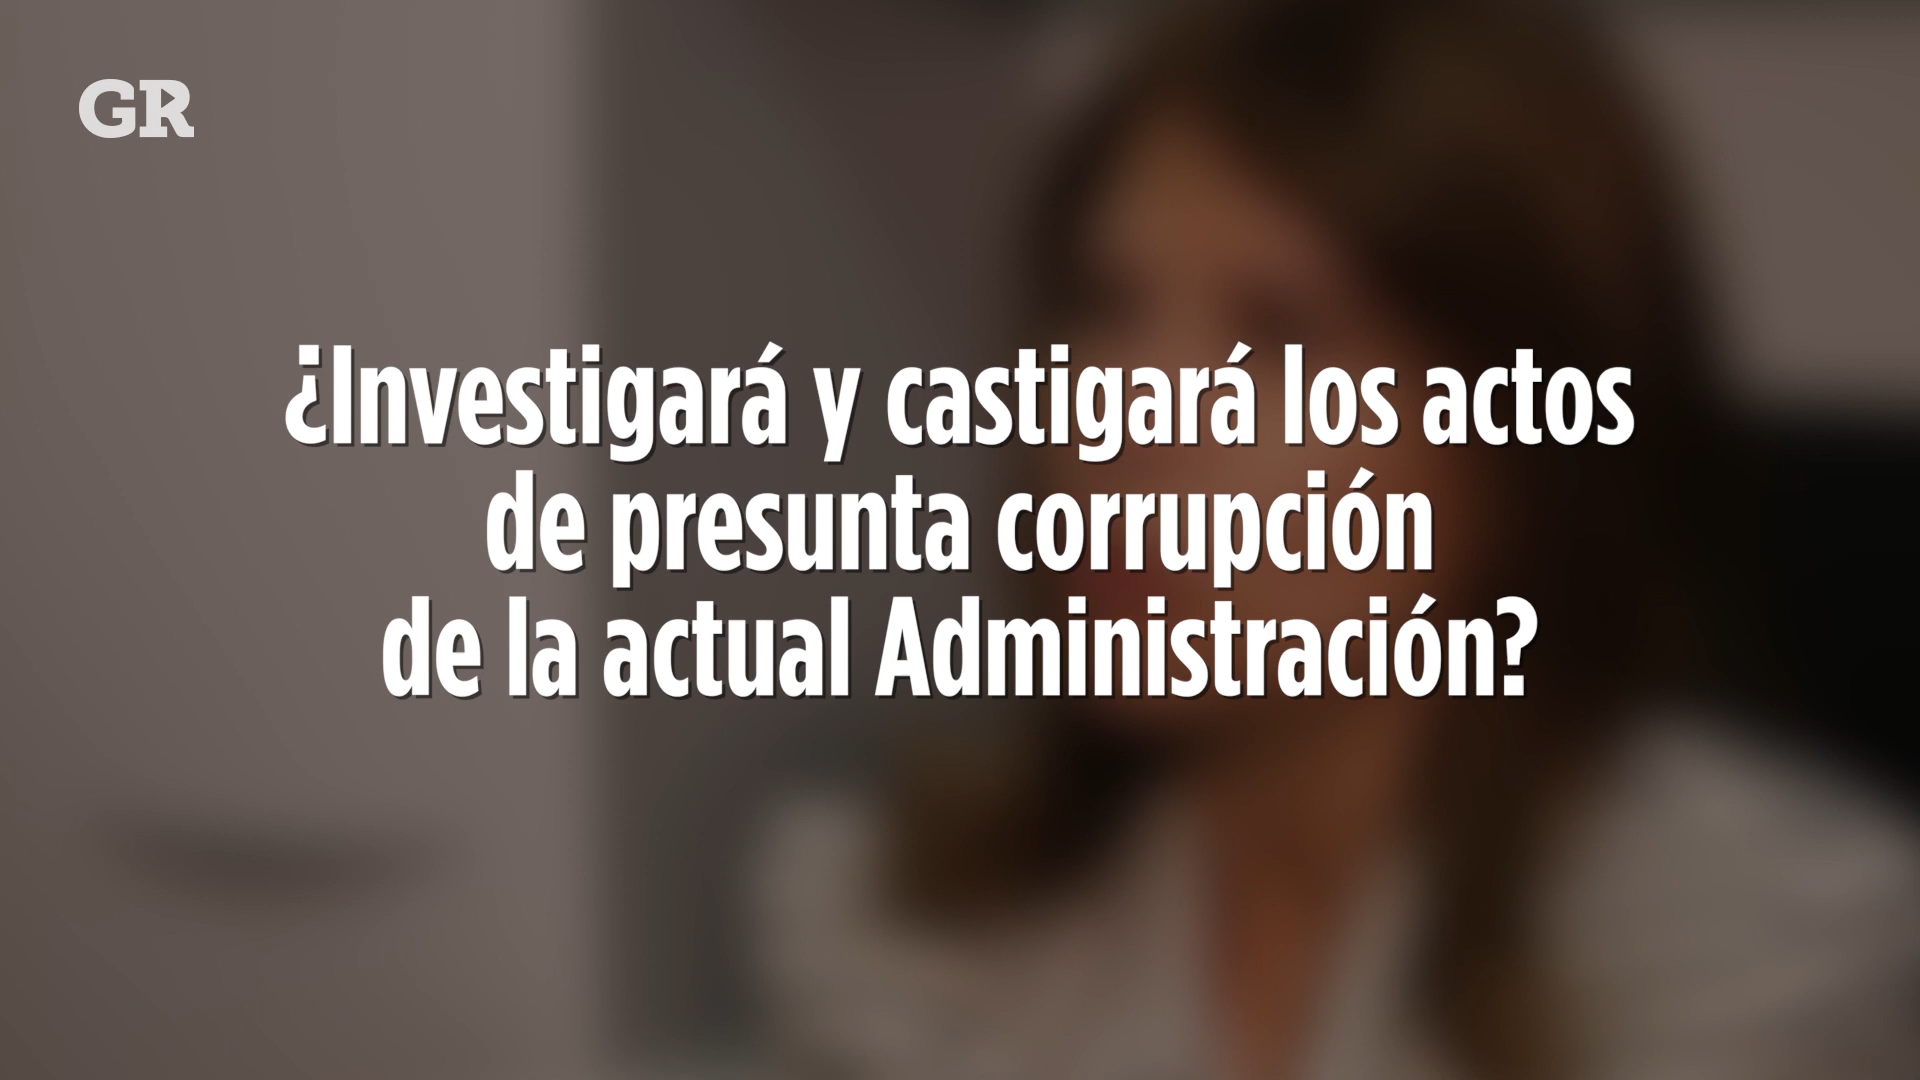 GR
¿Investigará y castigará los actos
de presunta corrupción
de la actual Administración?